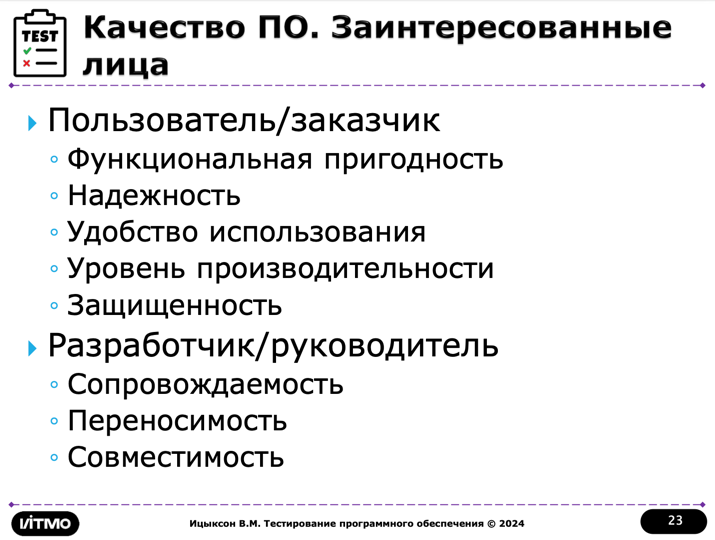 TEST
Качество ПО. Заинтересованные
лица
Пользователь/заказчик
Функциональная пригодность
Надежность
Удобство использования
Уровень производительности
Защищенность
Разработчик/руководитель
Сопровождаемость
Переносимость
Совместимость
ИТМО
Ицыксон В.М. Тестирование программного обеспечения © 2024
23